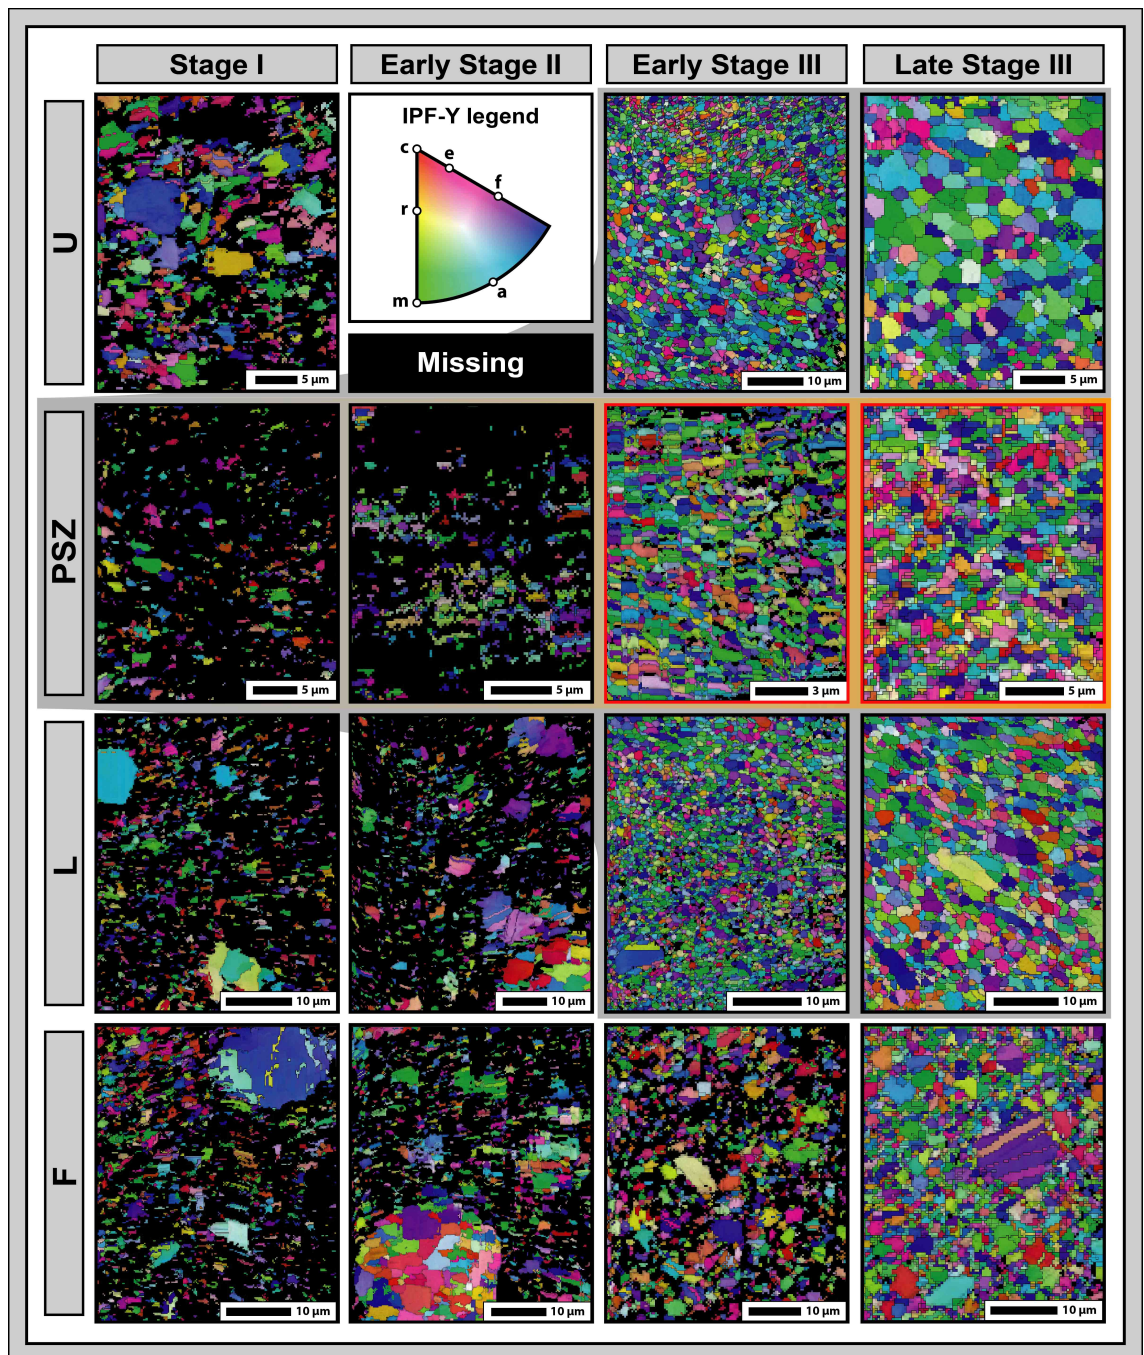 Stage I
Early Stage II
Early Stage III
Late Stage III
U
5 µm
IPF-Y legend
c
e
f
r
m
a
Missing
10 µm
5 µm
PSZ
5 µm
5 µm
3 µm
5 µm
L
10 µm
10 µm
10 µm
10 µm
F
10 µm
10 µm
10 µm
10 µm